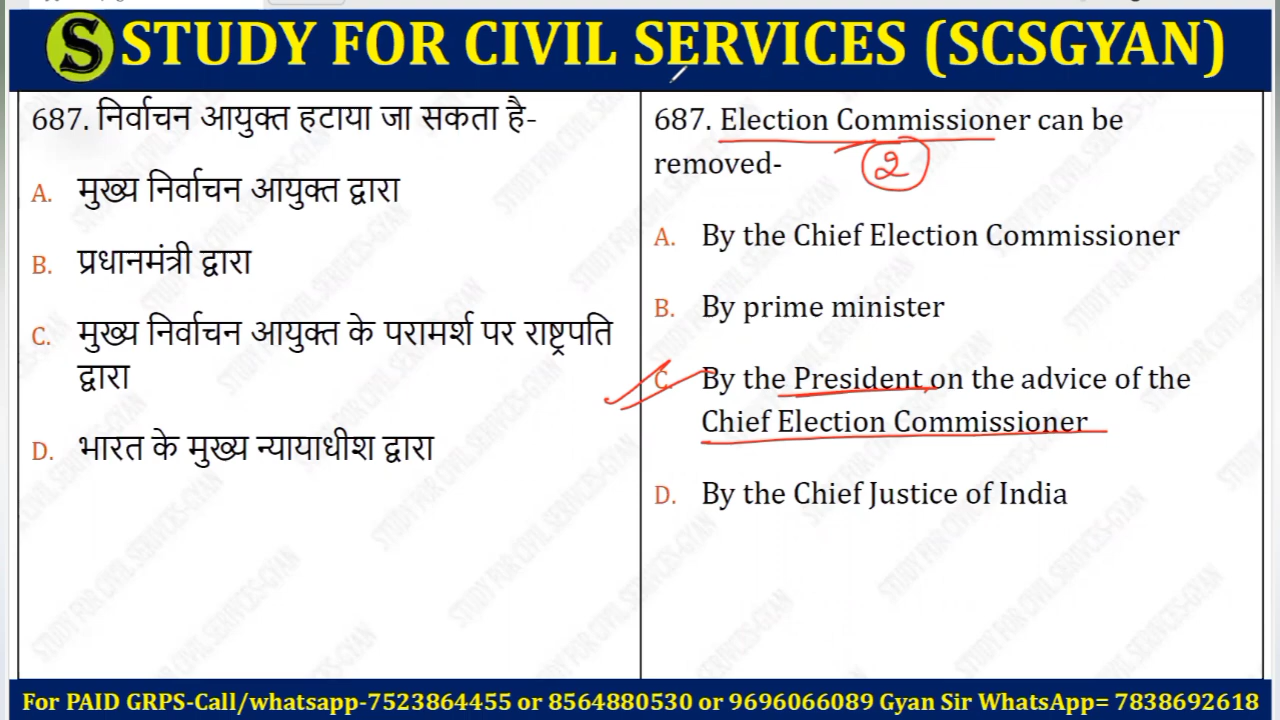 S STUDY FOR CIVIL SERVICES (SCSGYAN)
687. निर्वाचन आयुक्त हटाया जा सकता है-
A. मुख्य निर्वाचन आयुक्त द्वारा
B. प्रधानमंत्री द्वारा
C. मुख्य निर्वाचन आयुक्त के परामर्श पर राष्ट्रपति
द्वारा
D. भारत के मुख्य न्यायाधीश द्वारा
687. Election Commissioner can be
removed-
2
A. By the Chief Election Commissioner
B. By prime minister
C. By the President on the advice of the
Chief Election Commissioner
D. By the Chief Justice of India
For PAID GRPS-Call/whatsapp-7523864455 or 8564880530 or 9696066089 Gyan Sir WhatsApp= 7838692618